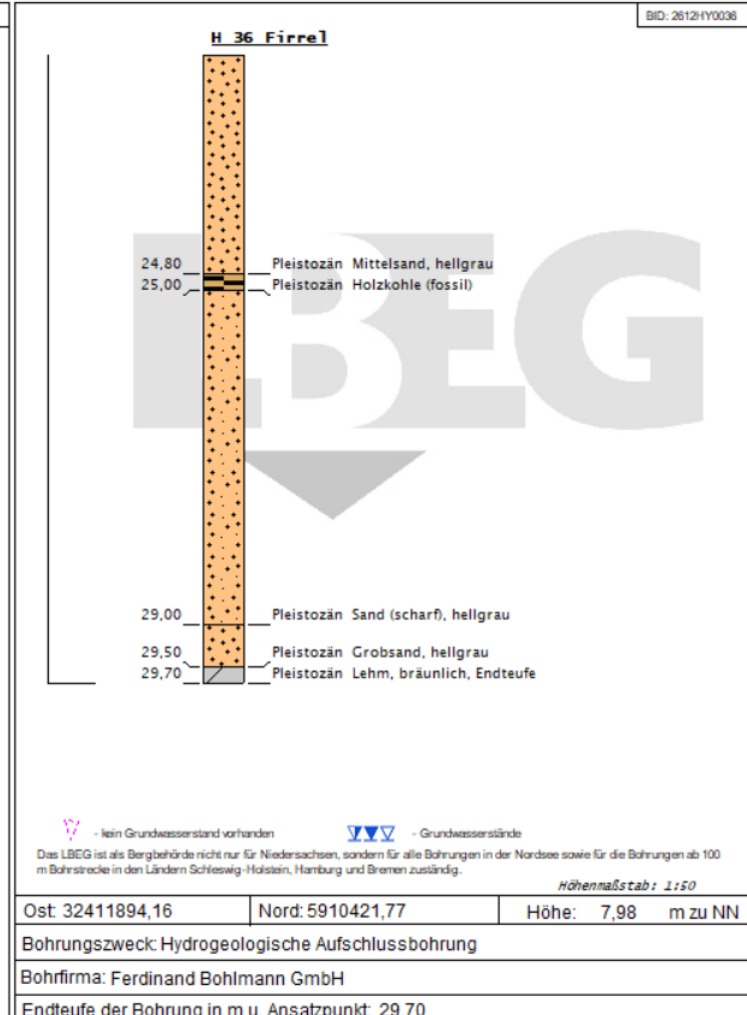 BID: 2612HY0036
H 36 Firrel
LBEG
24,80 Pleistozän Mittelsand, hellgrau
25,00 Pleistozän Holzkohle (fossil)
29,00 Pleistozän Sand (scharf), hellgrau
29,50 Pleistozän Grobsand, hellgrau
29,70 Pleistozän Lehm, bräunlich, Endteufe
- kein Grundwasserstand vorhanden - Grundwasserstände
Das LBEG ist als Bergbehörde nicht nur für Niedersachsen, sondern für alle Bohrungen in der Nordsee sowie für die Bohrungen ab 100
m Bohrstrecke in den Ländern Schleswig-Holstein, Hamburg und Bremen zuständig.
Höhenmaßstab: 1:50
Ost: 32411894,16 Nord: 5910421,77 Höhe: 7,98 m zu NN
Bohrungszweck: Hydrogeologische Aufschlussbohrung
Bohrfirma: Ferdinand Bohlmann GmbH
Endteufe der Bohrung in m u. Ansatzpunkt: 29,70